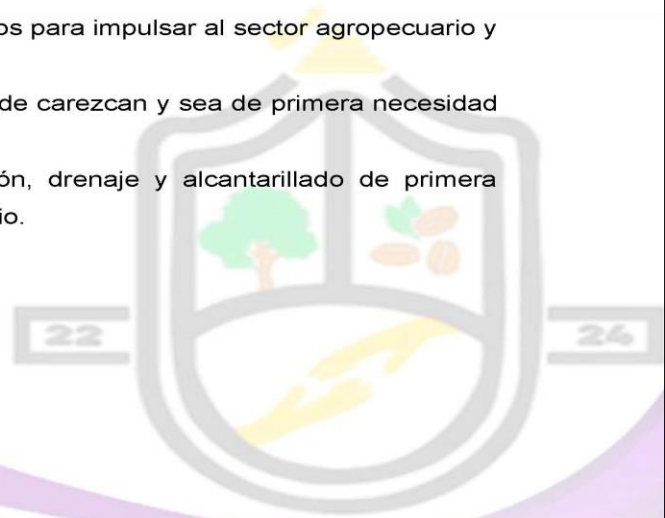 os para impulsar al sector agropecuario y
de carezcan y sea de primera necesidad
ón, drenaje y alcantarillado de primera
io.
22
24